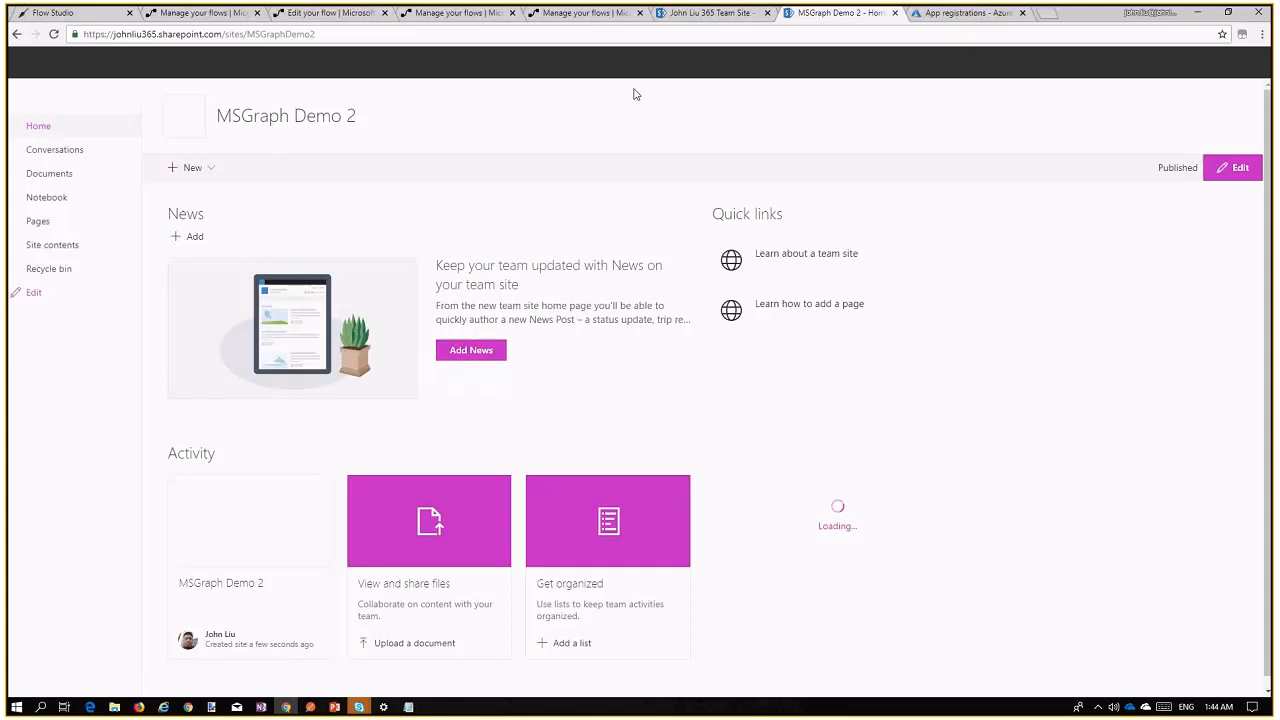 Flow Studio
Manage your flows | Mic
Edit your flow | Microsoft
Manage your flows | Mic
Manage your flows | Mic
John Liu 365 Team Site -
MSGraph Demo 2 - Hom
App registrations - Azure
https://johnliu365.sharepoint.com/sites/MSGraphDemo2
MSGraph Demo 2
Home
Conversations
Documents
Notebook
Pages
Site contents
Recycle bin
Edit
New
Published
Edit
News
Add
Keep your team updated with News on
your team site
From the new team site home page you'll be able to
quickly author a new News Post – a status update, trip re...
Add News
Quick links
Learn about a team site
Learn how to add a page
Activity
MSGraph Demo 2
John Liu
Created site a few seconds ago
View and share files
Collaborate on content with your
team.
Upload a document
Get organized
Use lists to keep team activities
organized.
Add a list
Loading...
ENG
1:44 AM